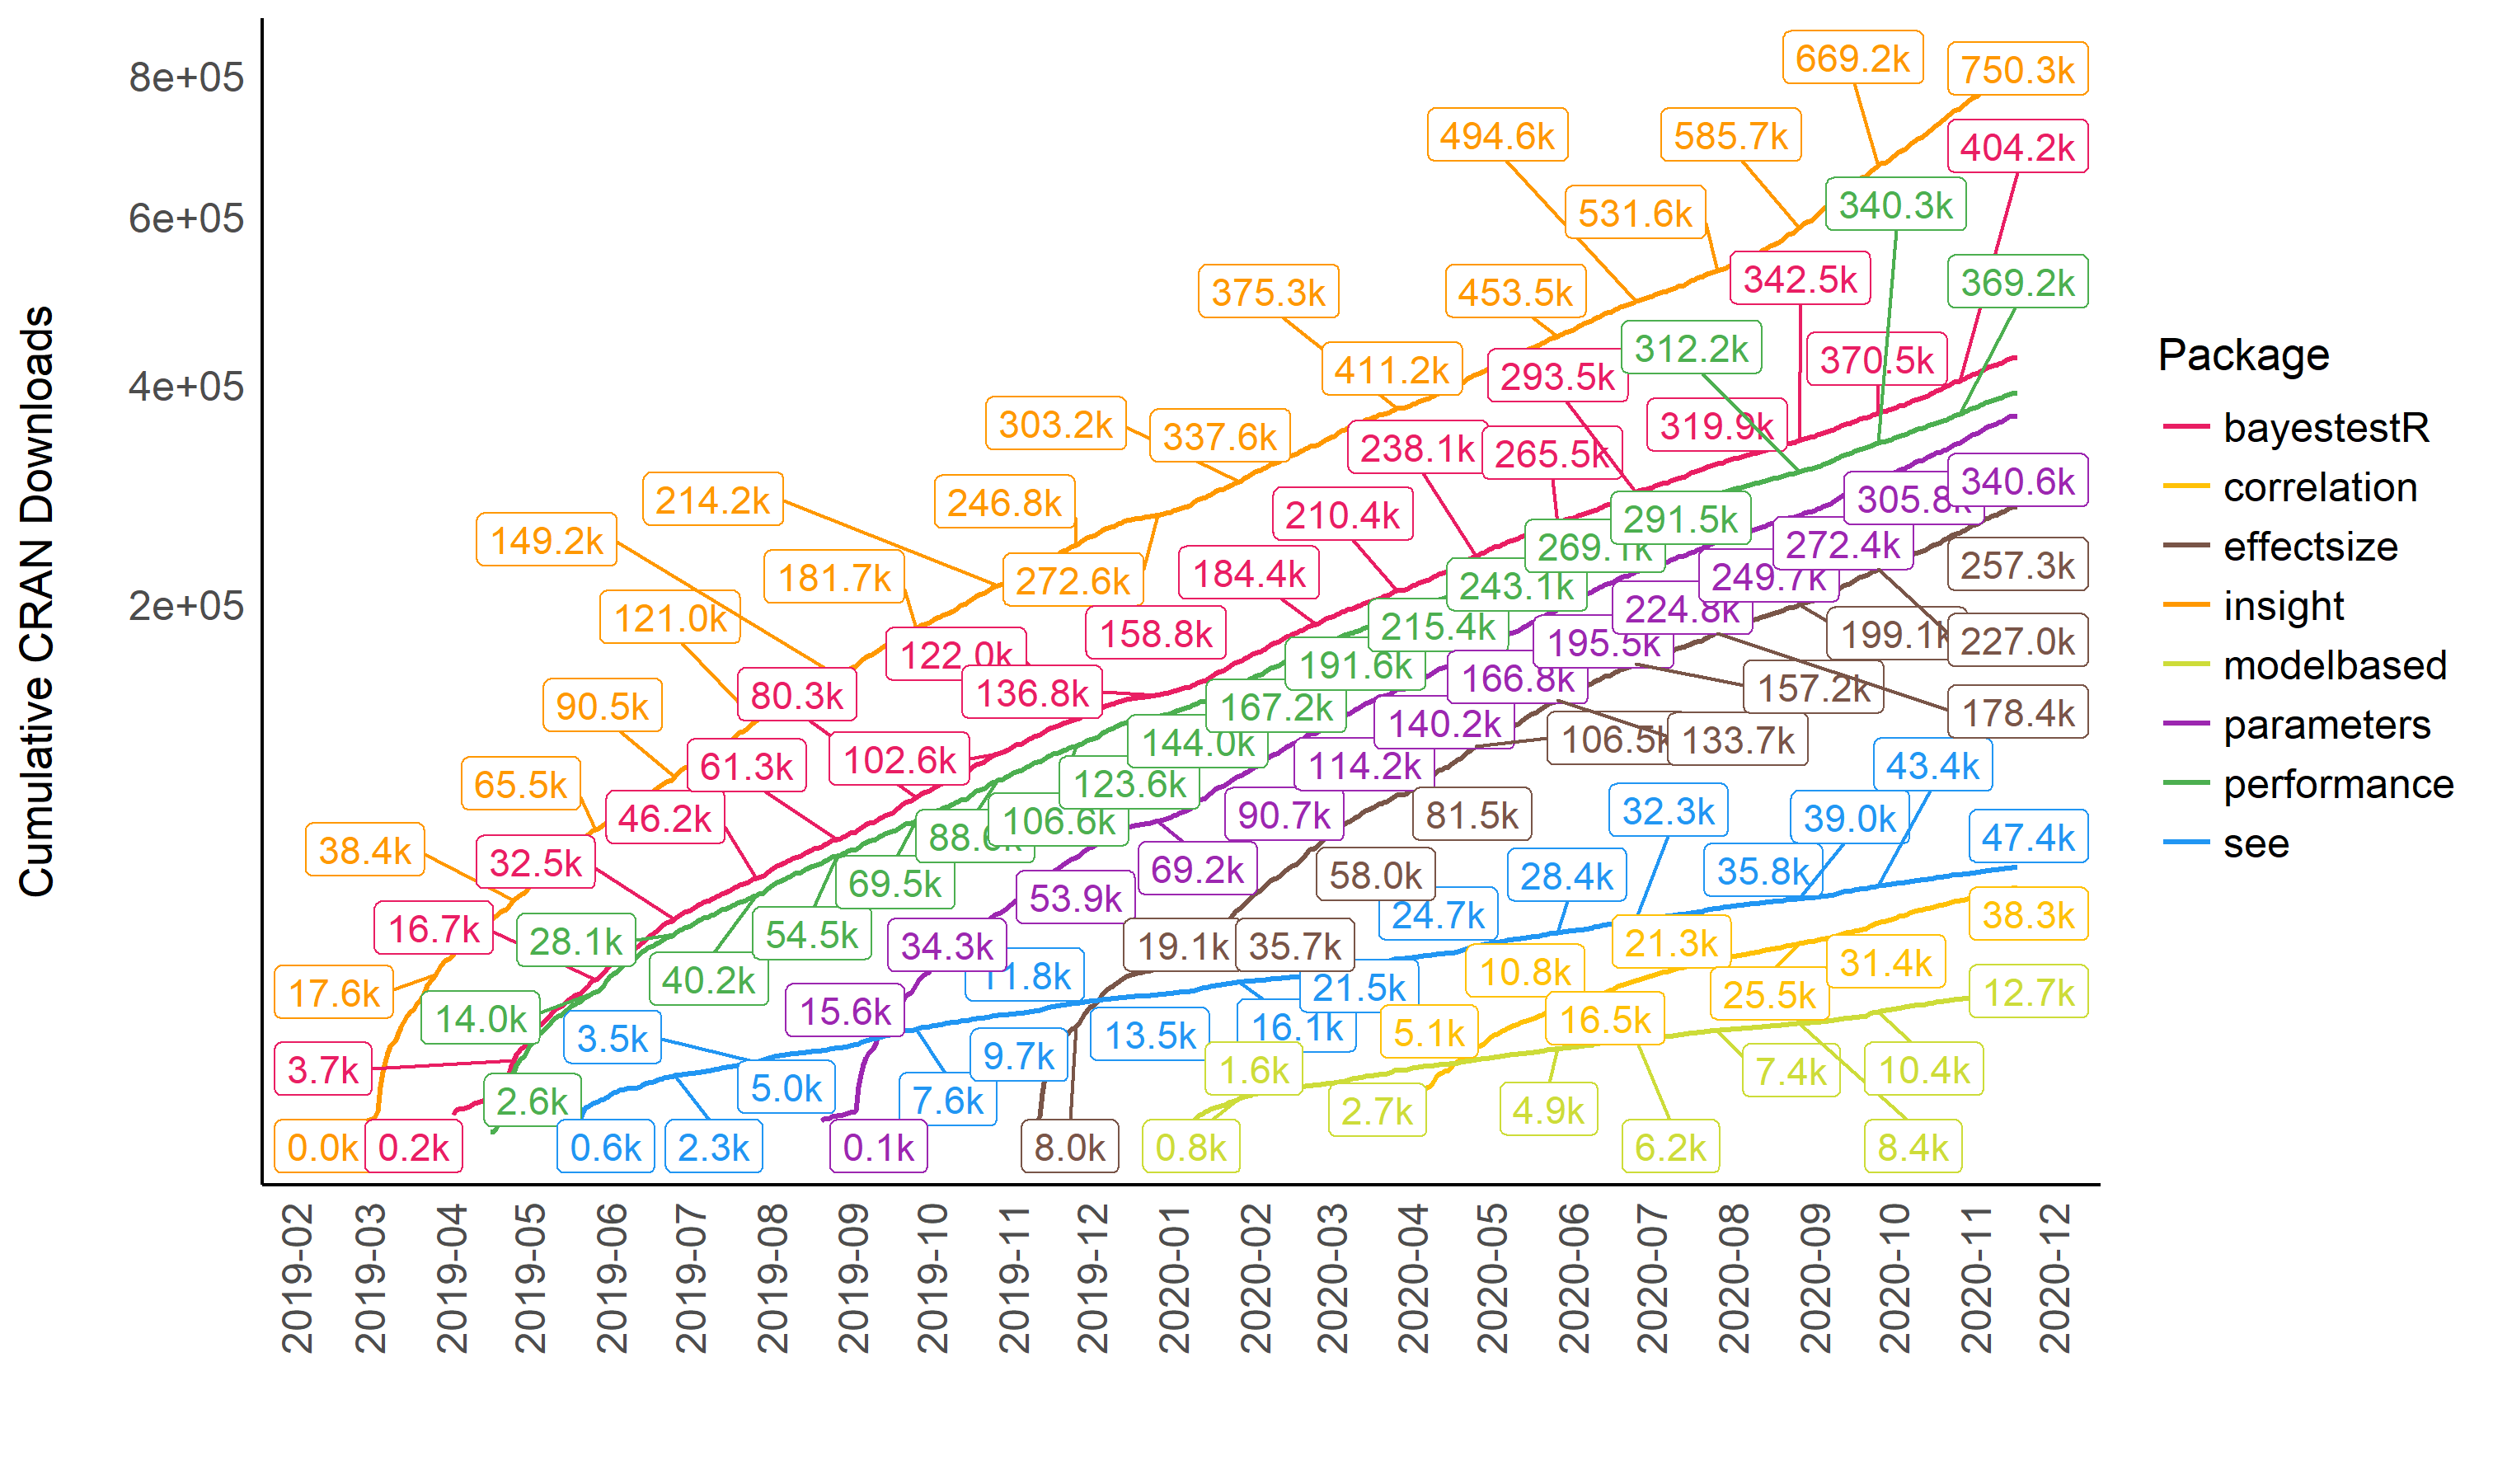 Cumulative CRAN Downloads
8e+05
6e+05
4e+05
2e+05
669.2k
750.3k
494.6k
585.7k
404.2k
531.6k
340.3k
375.3k
453.5k
342.5k
369.2k
411.2k
293.5k
312.2k
370.5k
303.2k
337.6k
238.1k
265.5k
319.9k
214.2k
246.8k
149.2k
210.4k
269.1k
291.5k
305.8k
340.6k
181.7k
272.6k
184.4k
243.1k
249.7k
272.4k
257.3k
121.0k
122.0k
158.8k
215.4k
224.8k
199.1k
227.0k
90.5k
80.3k
136.8k
191.6k
195.5k
167.2k
166.8k
157.2k
178.4k
65.5k
61.3k
102.6k
144.0k
140.2k
106.5k
133.7k
114.2k
43.4k
38.4k
46.2k
123.6k
32.3k
39.0k
47.4k
32.5k
106.6k
90.7k
81.5k
69.5k
69.2k
58.0k
28.4k
35.8k
16.7k
28.1k
54.5k
53.9k
24.7k
38.3k
17.6k
40.2k
34.3k
11.8k
19.1k
35.7k
21.3k
14.0k
15.6k
21.5k
10.8k
25.5k
31.4k
12.7k
3.7k
3.5k
9.7k
13.5k
16.1k
5.1k
16.5k
2.6k
5.0k
7.6k
1.6k
2.7k
4.9k
7.4k
10.4k
0.0k
0.2k
0.6k
2.3k
0.1k
8.0k
0.8k
6.2k
8.4k
2019-02
2019-03
2019-04
2019-05
2019-06
2019-07
2019-08
2019-09
2019-10
2019-11
2019-12
2020-01
2020-02
2020-03
2020-04
2020-05
2020-06
2020-07
2020-08
2020-09
2020-10
2020-11
2020-12
Package
bayestestR
correlation
effectsize
insight
modelbased
parameters
performance
see